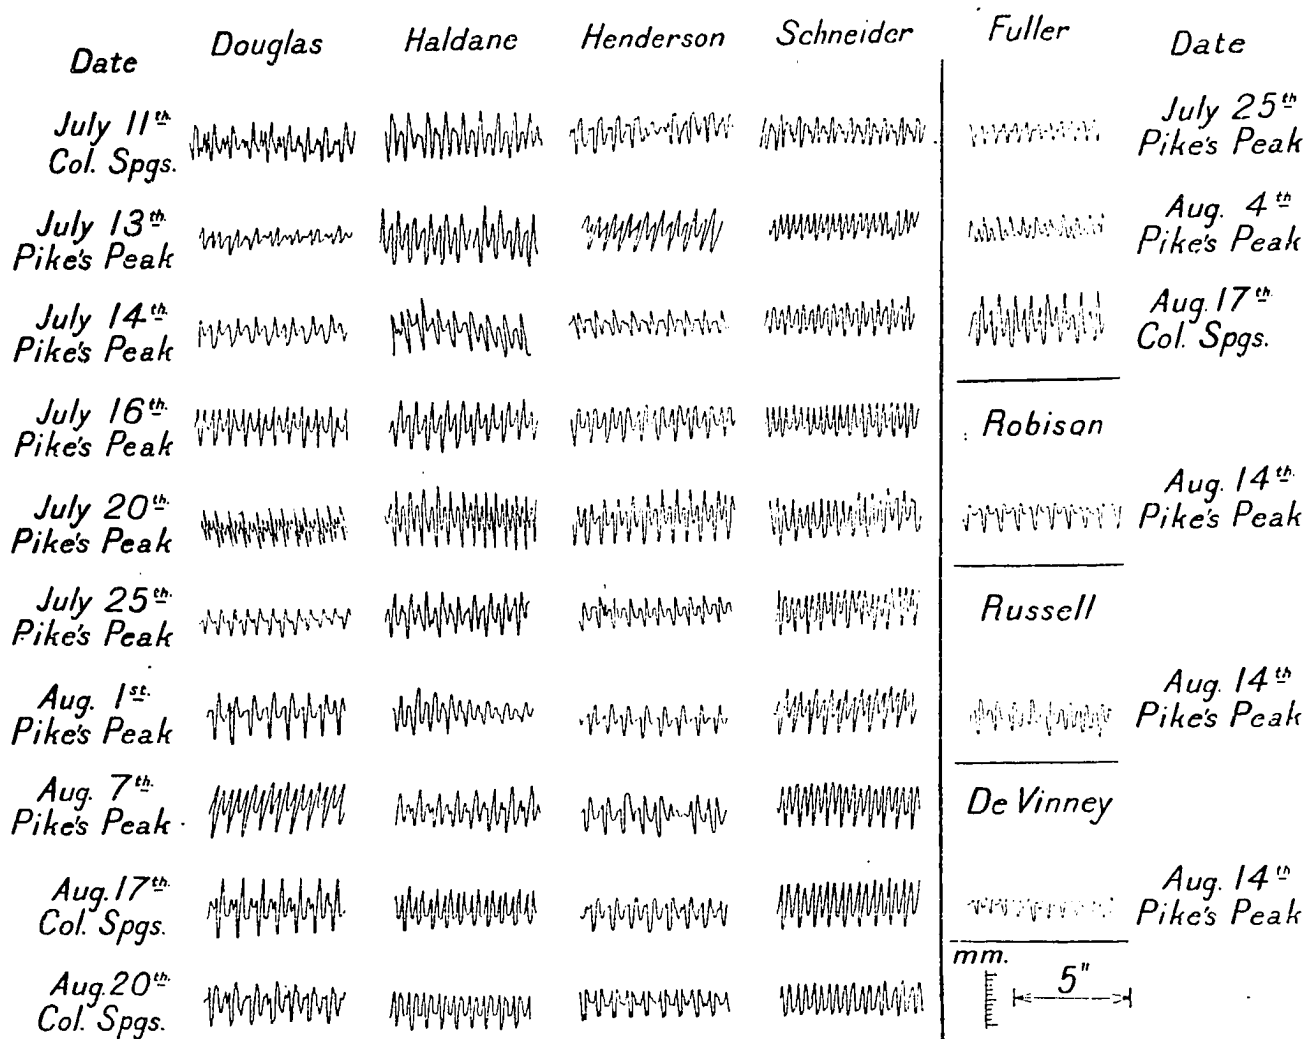 Date Douglas Haldane Henderson Schneider Fuller Date
July 11th. Col. Spgs.
July 13th. Pike's Peak
July 14th. Pike's Peak
July 16th. Pike's Peak
July 20th. Pike's Peak
July 25th. Pike's Peak
Aug. 1st. Pike's Peak
Aug. 7th. Pike's Peak
Aug. 17th. Col. Spgs.
Aug. 20th. Col. Spgs.
July 25th Pike's Peak
Aug. 4th Pike's Peak
Aug. 17th. Col. Spgs.
Robison
Aug. 14th. Pike's Peak
Russell
Aug. 14th Pike's Peak
De Vinney
Aug. 14th Pike's Peak
mm.
5"